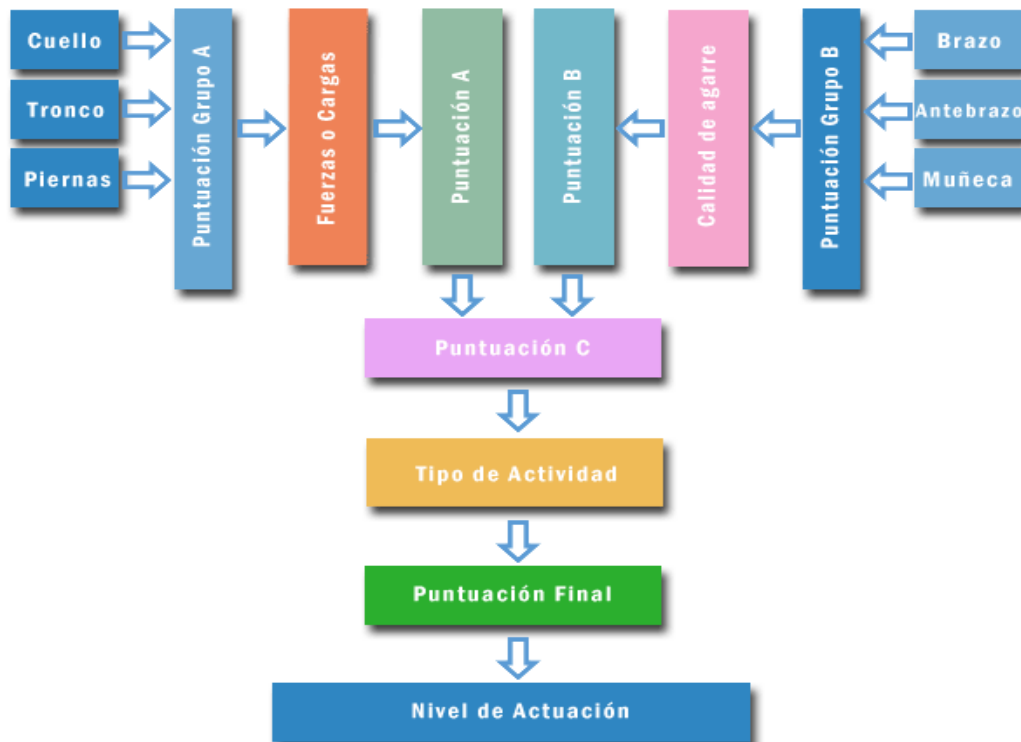 Cuello
Tronco
Piernas
Puntuación Grupo A
Fuerzas o Cargas
Puntuación A
Puntuación B
Calidad de agarre
Puntuación Grupo B
Brazo
Antebrazo
Muñeca
Puntuación C
Tipo de Actividad
Puntuación Final
Nivel de Actuación